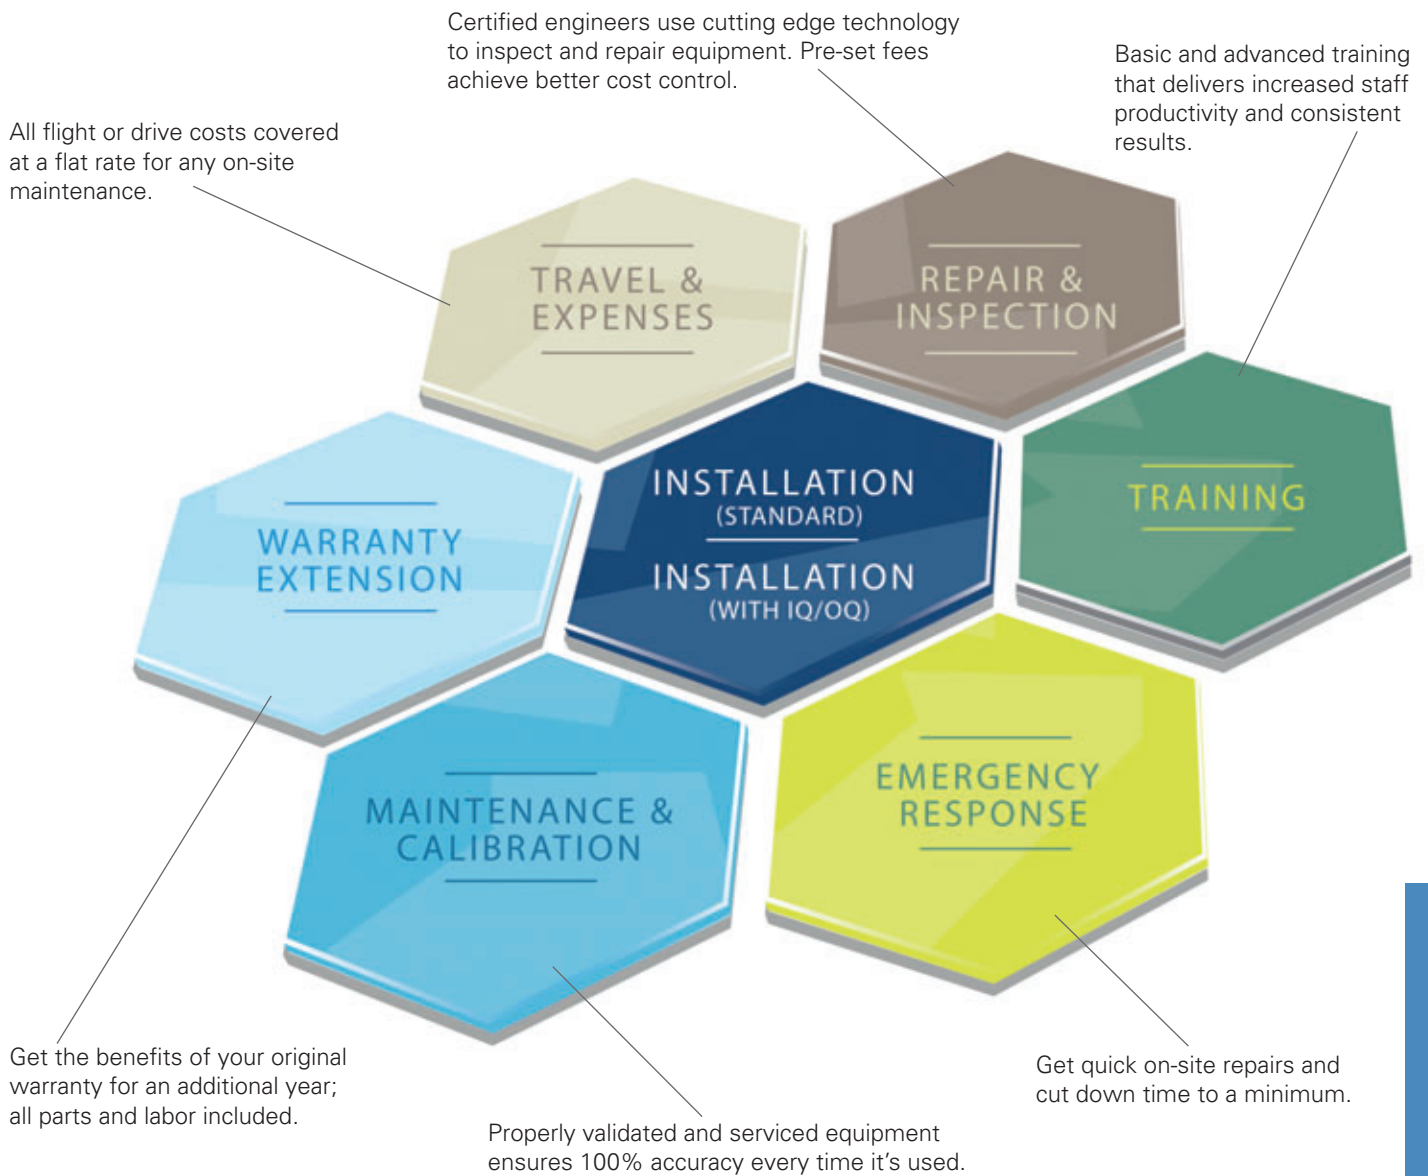 Certified engineers use cutting edge technology
to inspect and repair equipment. Pre-set fees
achieve better cost control.
Basic and advanced training
that delivers increased staff
productivity and consistent
results.
All flight or drive costs covered
at a flat rate for any on-site
maintenance.
TRAVEL &
EXPENSES
REPAIR &
INSPECTION
INSTALLATION
(STANDARD)
INSTALLATION
(WITH IQ/OQ)
TRAINING
WARRANTY
EXTENSION
MAINTENANCE &
CALIBRATION
EMERGENCY
RESPONSE
Get the benefits of your original
warranty for an additional year;
all parts and labor included.
Get quick on-site repairs and
cut down time to a minimum.
Properly validated and serviced equipment
ensures 100% accuracy every time it’s used.